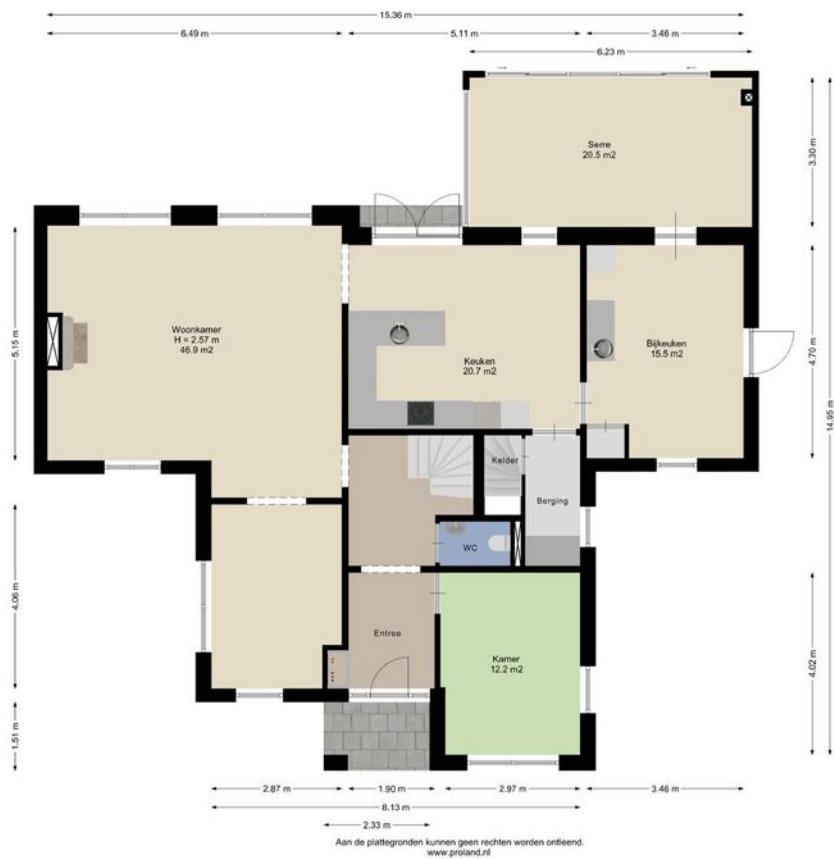 15.36 m
6.49 m
5.11 m
3.46 m
6.23 m
Serre
20.5 m2
3.30 m
Woonkamer
H = 2.57 m
46.9 m2
5.15 m
Keuken
20.7 m2
Bijkeuken
15.5 m2
4.70 m
14.95 m
Kelder
Berging
WC
4.06 m
Entree
Kamer
12.2 m2
4.02 m
1.51 m
2.87 m
1.90 m
2.97 m
3.46 m
8.13 m
2.33 m
Aan de plattegronden kunnen geen rechten worden ontleend.
www.proland.nl